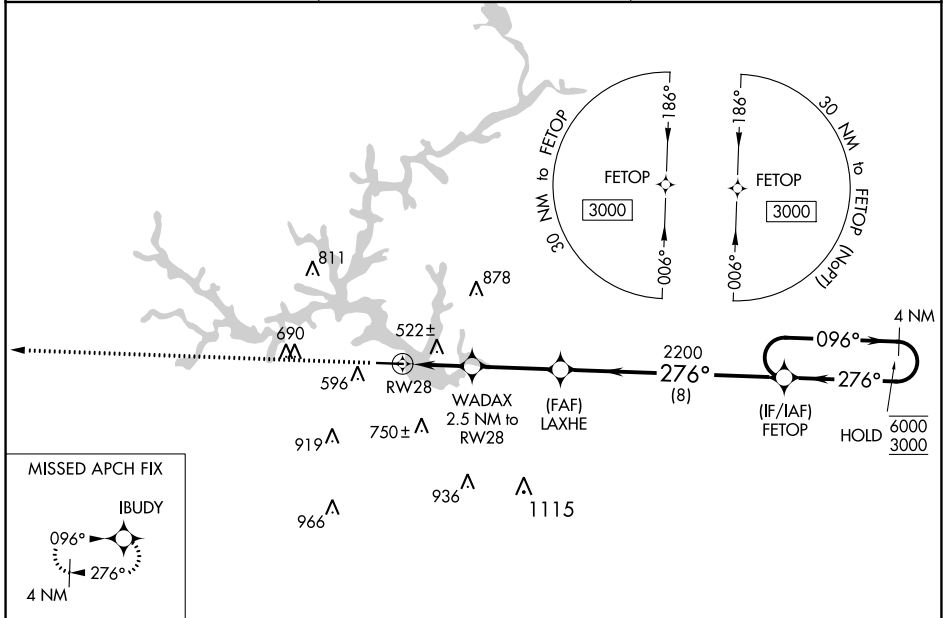 30 NM to FETOP
186°
FETOP
3000
006°
186°
30 NM to FETOP (NoPT)
FETOP
3000
006°
811
878
690
522±
596
RW28
WADAX
2.5 NM to
RW28
(FAF)
LAXHE
2200
276°
(8)
096°
4 NM
276°
(IF/IAF)
FETOP
HOLD
6000
3000
919
750±
966
936
1115
MISSED APCH FIX
IBUDY
096°
276°
4 NM